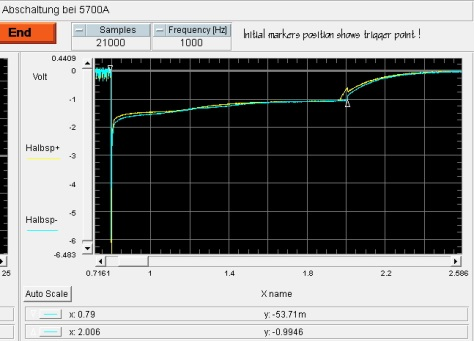 Abschaltung bei 5700A
End
Samples
21000
Frequency [Hz]
1000
Initial markers position shows trigger point !
0.4409
Volt
0
-1
-2
Halbsp+
-3
-4
-5
Halbsp-
-6
-6.483
25
0.7161
1
1.4
1.8
2.2
2.586
Auto Scale
X name
x: 0.79
y: -53.71m
x: 2.006
y: -0.9946